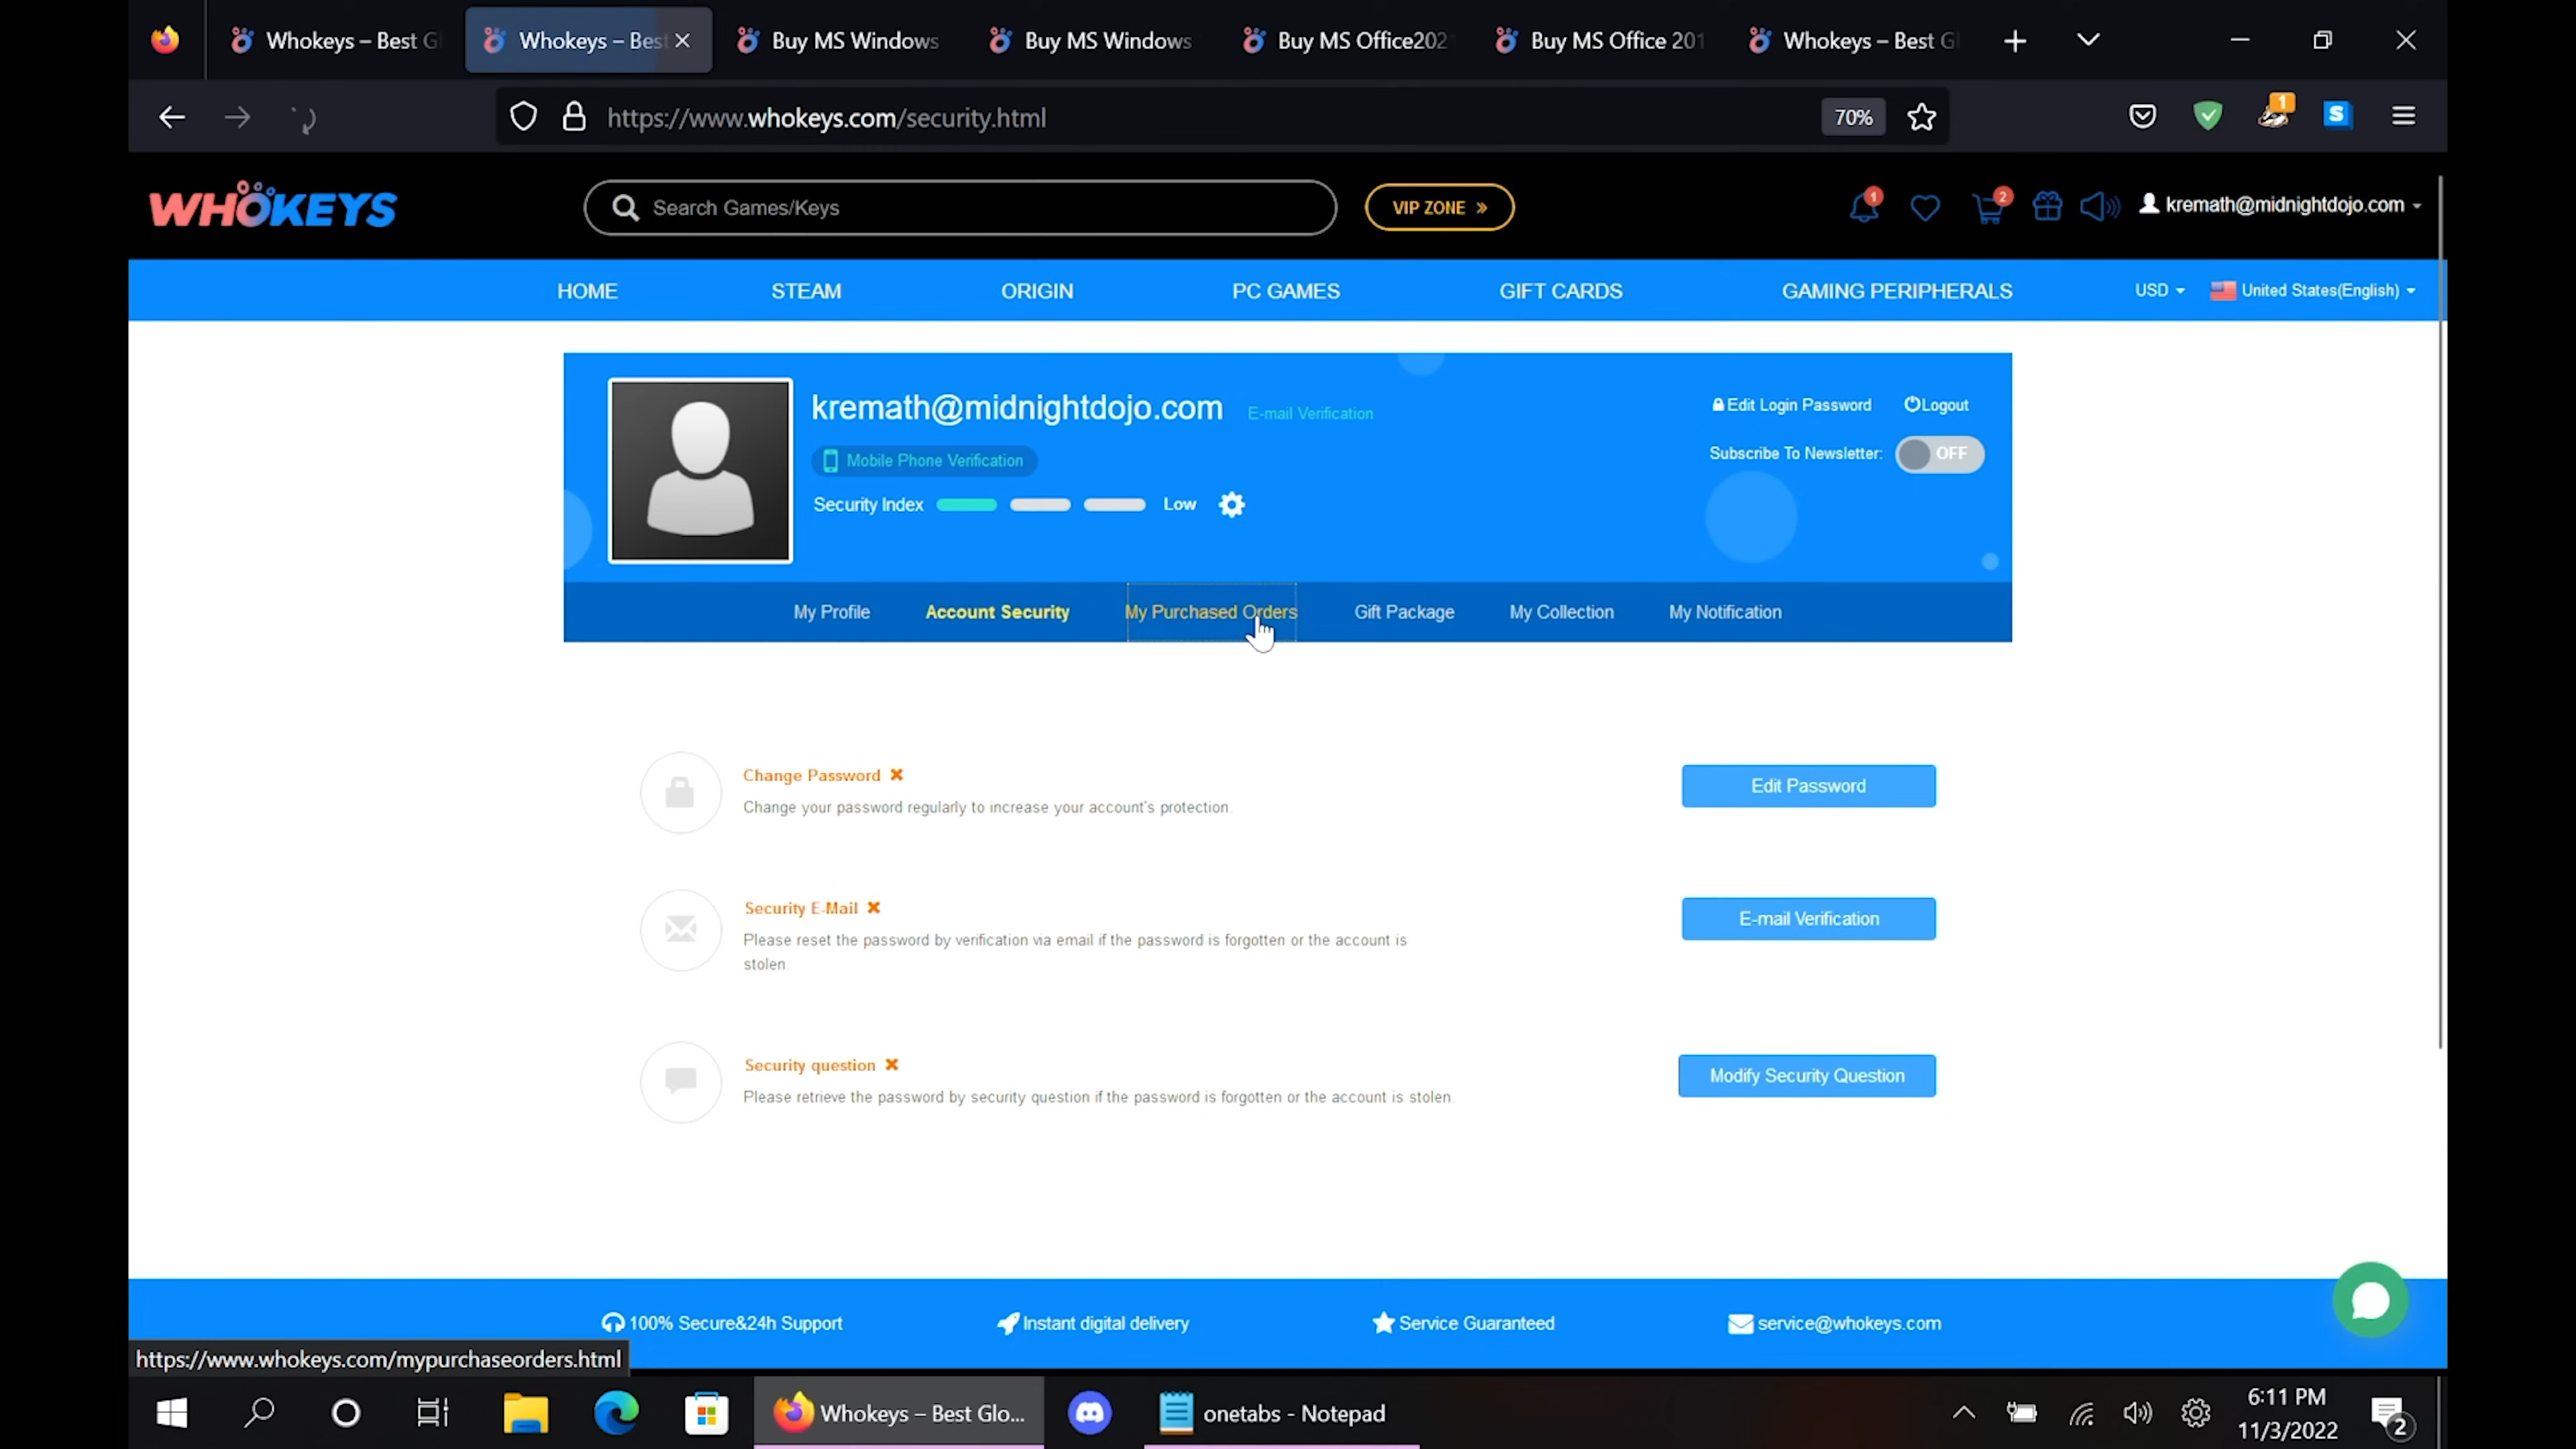 Whokeys – Best Gl
Whokeys – Best
Buy MS Windows
Buy MS Windows
Buy MS Office202
Buy MS Office 201
Whokeys – Best Gl
https://www.whokeys.com/security.html
70%
1
S
WHOKEYS
Search Games/Keys
VIP ZONE »
1
2
kremath@midnightdojo.com
HOME
STEAM
ORIGIN
PC GAMES
GIFT CARDS
GAMING PERIPHERALS
USD
United States(English)
kremath@midnightdojo.com
E-mail Verification
Edit Login Password
Logout
Mobile Phone Verification
Subscribe To Newsletter:
OFF
Security Index
Low
My Profile
Account Security
My Purchased Orders
Gift Package
My Collection
My Notification
Change Password
Change your password regularly to increase your account's protection.
Edit Password
Security E-Mail
Please reset the password by verification via email if the password is forgotten or the account is
stolen.
E-mail Verification
Security question
Please retrieve the password by security question if the password is forgotten or the account is stolen.
Modify Security Question
100% Secure&24h Support
Instant digital delivery
Service Guaranteed
service@whokeys.com
https://www.whokeys.com/mypurchaseorders.html
Whokeys – Best Glo...
onetabs - Notepad
6:11 PM
11/3/2022
2